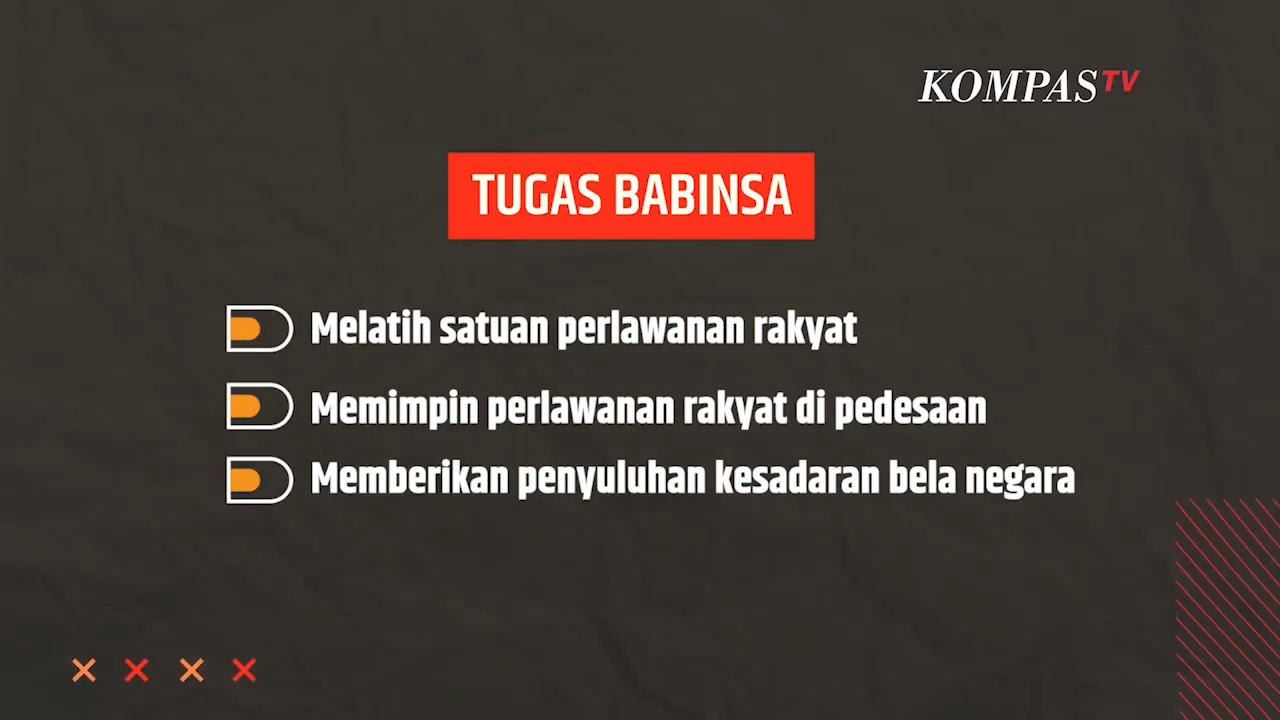 KOMPASTV
TUGAS BABINSA
Melatih satuan perlawanan rakyat
Memimpin perlawanan rakyat di pedesaan
Memberikan penyuluhan kesadaran bela negara